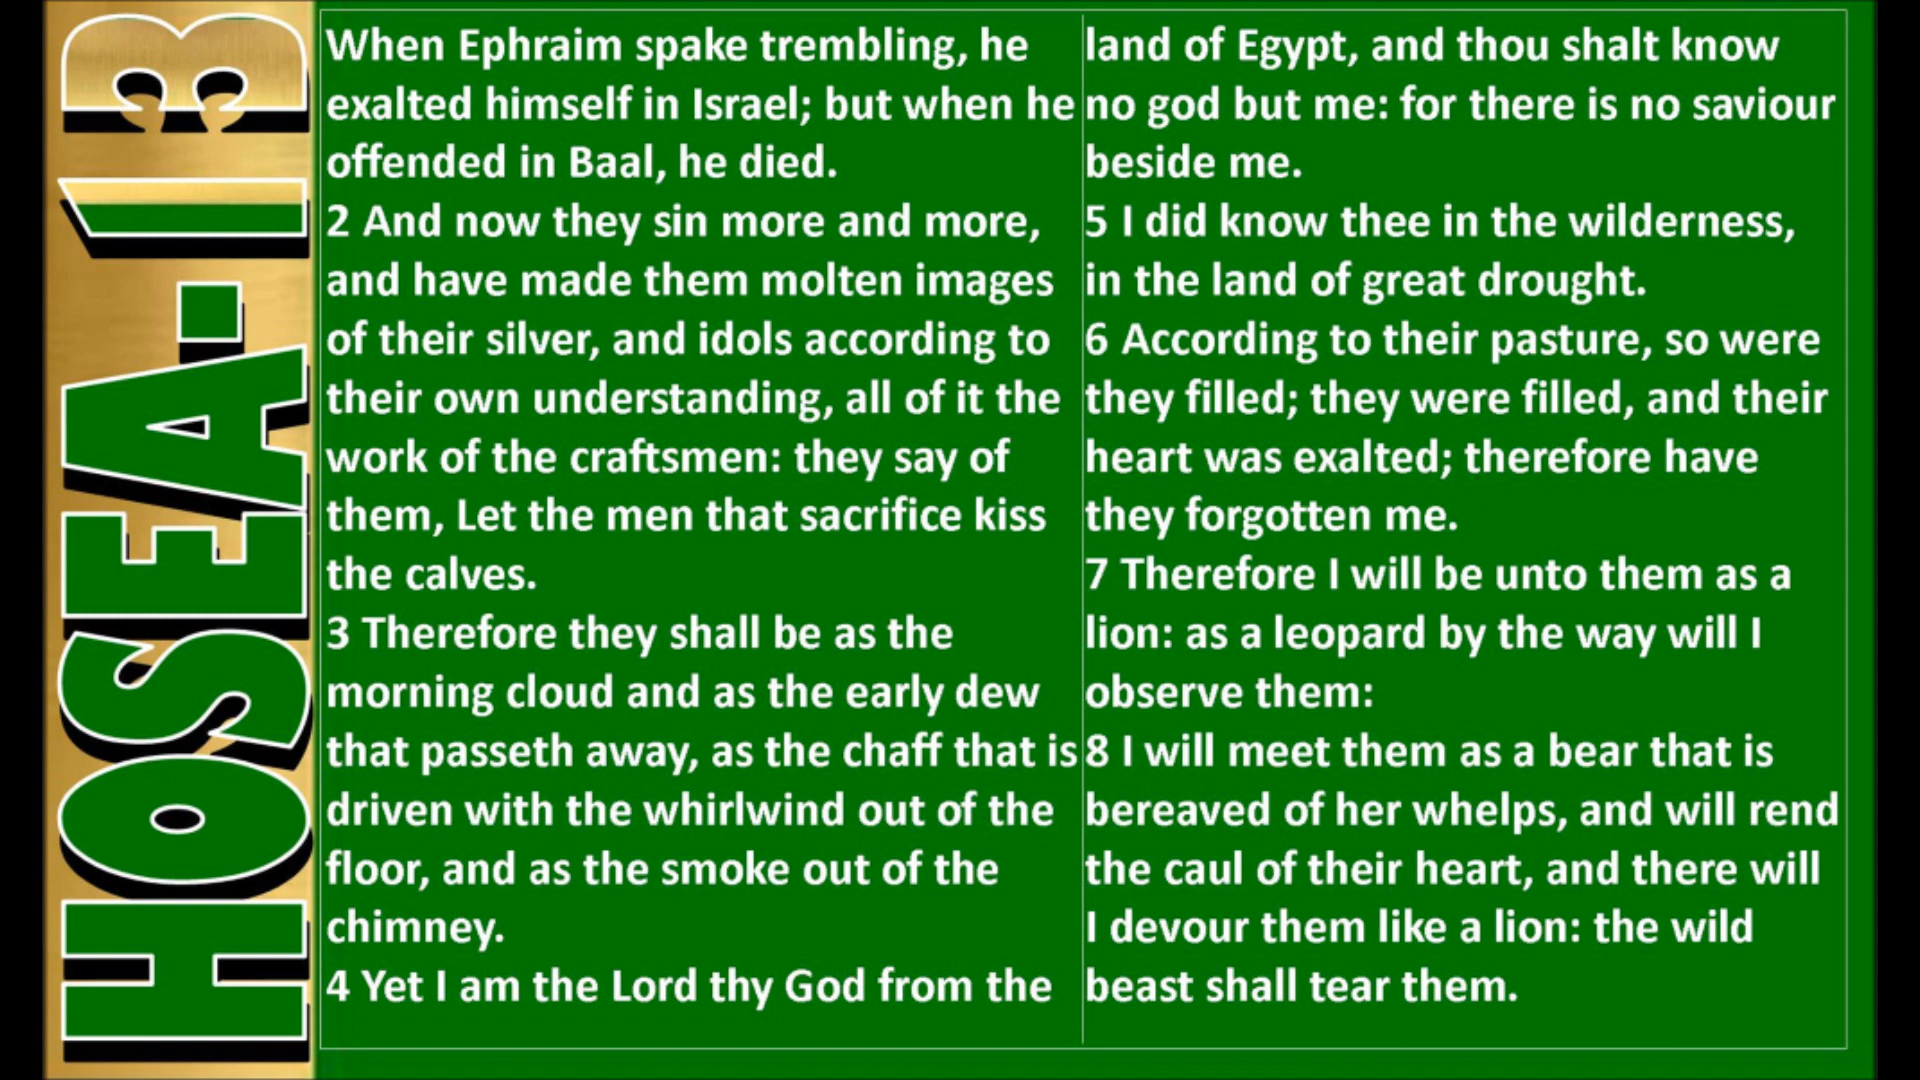 HOSEA.13
When Ephraim spake trembling, he
exalted himself in Israel; but when he
offended in Baal, he died.
2 And now they sin more and more,
and have made them molten images
of their silver, and idols according to
their own understanding, all of it the
work of the craftsmen: they say of
them, Let the men that sacrifice kiss
the calves.
3 Therefore they shall be as the
morning cloud and as the early dew
that passeth away, as the chaff that is
driven with the whirlwind out of the
floor, and as the smoke out of the
chimney.
4 Yet I am the Lord thy God from the
land of Egypt, and thou shalt know
no god but me: for there is no saviour
beside me.
5 I did know thee in the wilderness,
in the land of great drought.
6 According to their pasture, so were
they filled; they were filled, and their
heart was exalted; therefore have
they forgotten me.
7 Therefore I will be unto them as a
lion: as a leopard by the way will I
observe them:
8 I will meet them as a bear that is
bereaved of her whelps, and will rend
the caul of their heart, and there will
I devour them like a lion: the wild
beast shall tear them.